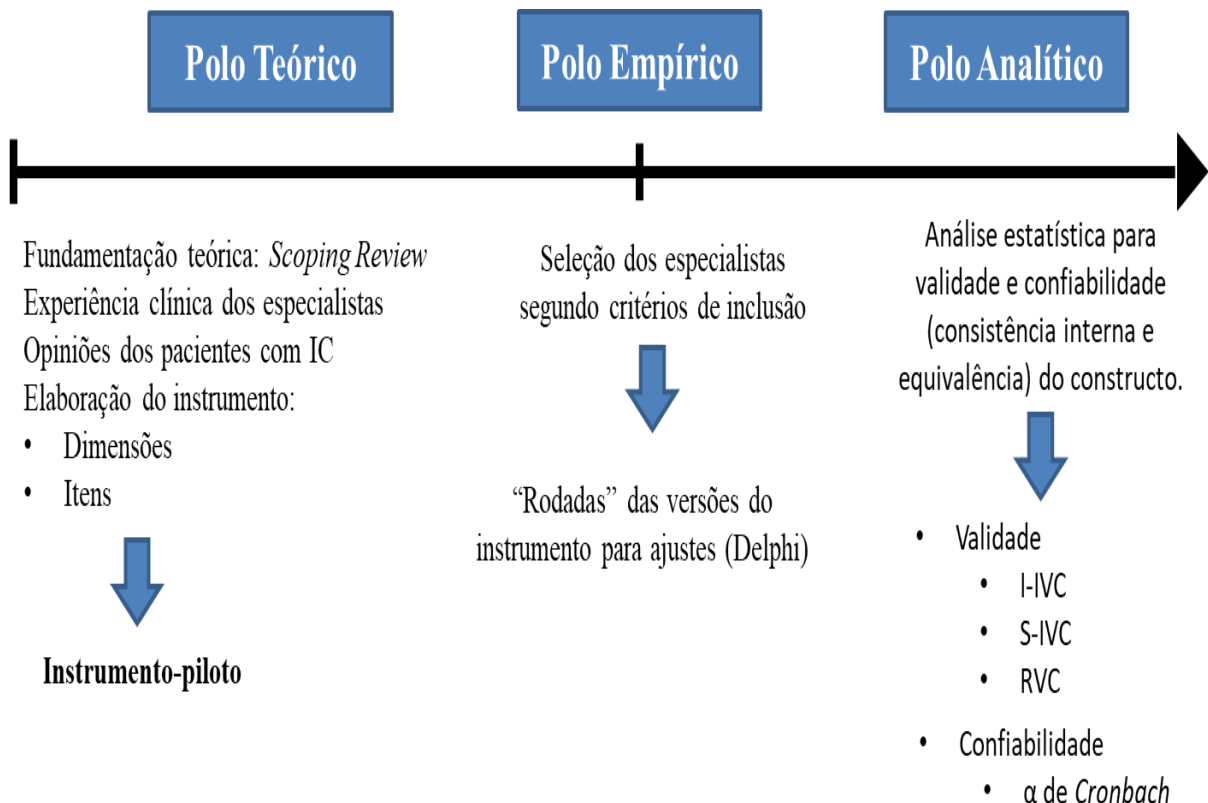 Polo Teórico
Polo Empírico
Polo Analítico
Fundamentação teórica: Scoping Review
Experiência clínica dos especialistas
Opiniões dos pacientes com IC
Elaboração do instrumento:
• Dimensões
• Itens
Instrumento-piloto
Seleção dos especialistas
segundo critérios de inclusão
“Rodadas” das versões do
instrumento para ajustes (Delphi)
Análise estatística para
validade e confiabilidade
(consistência interna e
equivalência) do constructo.
• Validade
• I-IVC
• S-IVC
• RVC
• Confiabilidade
• α de Cronbach